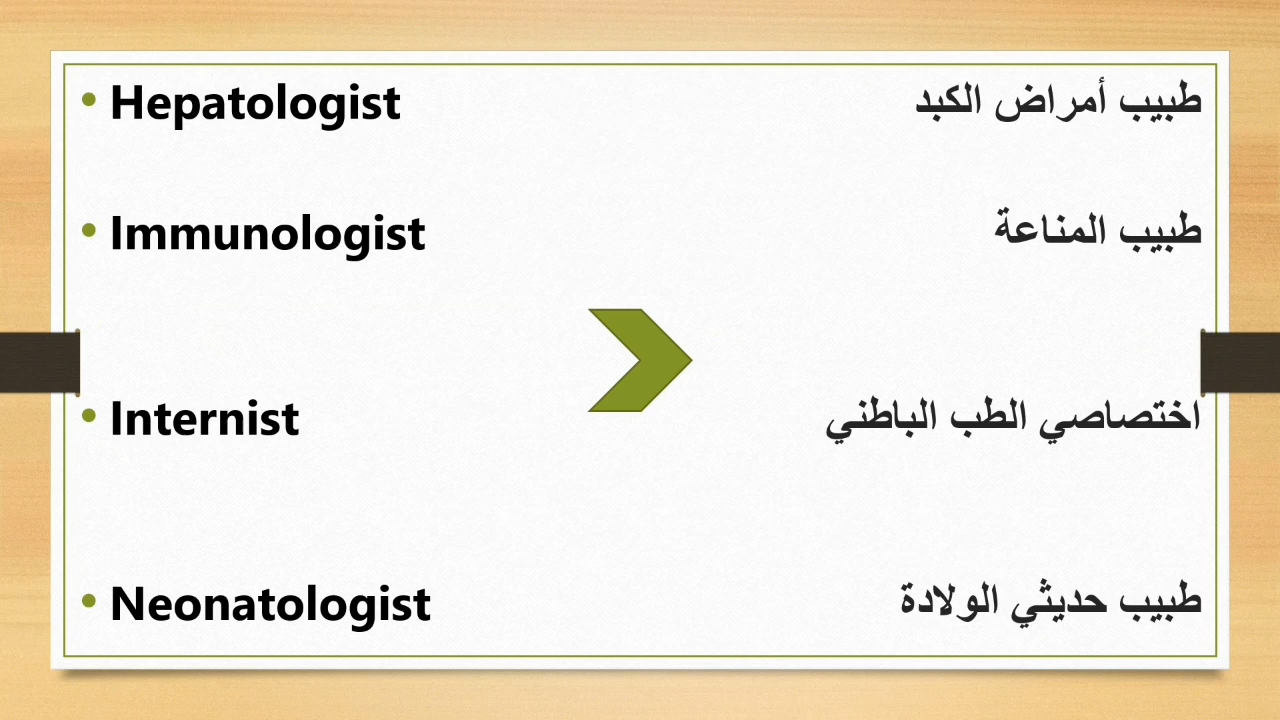 Hepatologist طبيب أمراض الكبد
Immunologist طبيب المناعة
Internist اختصاصي الطب الباطني
Neonatologist طبيب حديثي الولادة